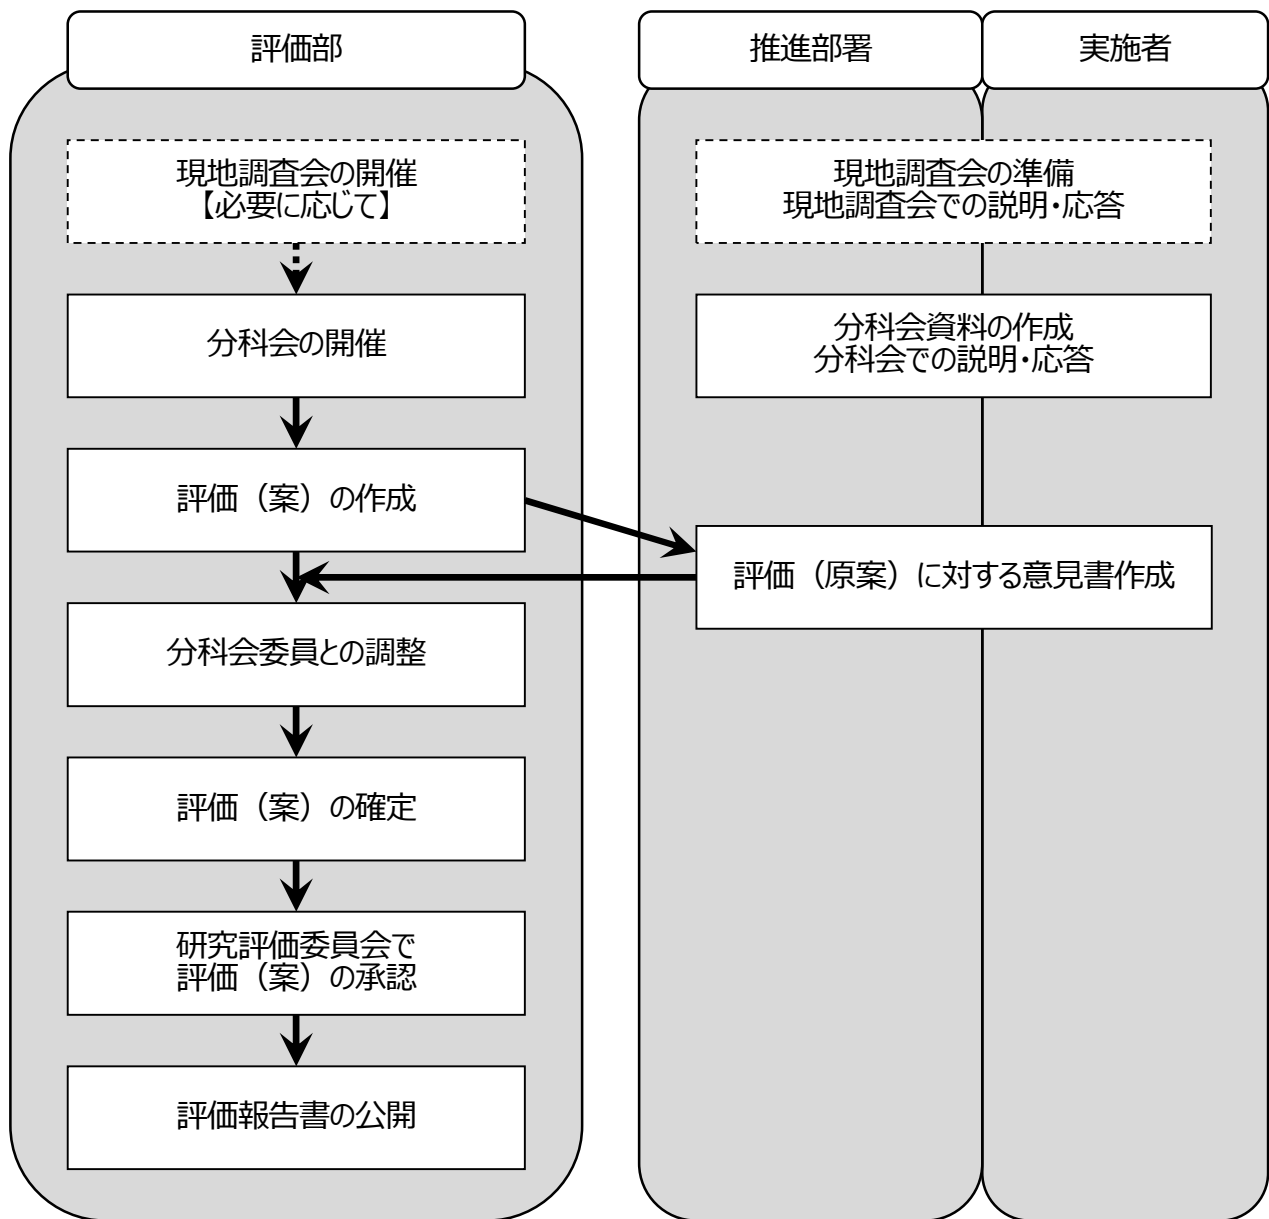 評価部
推進部署
実施者
現地調査会の開催
【必要に応じて】
現地調査会の準備
現地調査会での説明・応答
分科会の開催
分科会資料の作成
分科会での説明・応答
評価（案）の作成
評価（原案）に対する意見書作成
分科会委員との調整
評価（案）の確定
研究評価委員会で
評価（案）の承認
評価報告書の公開